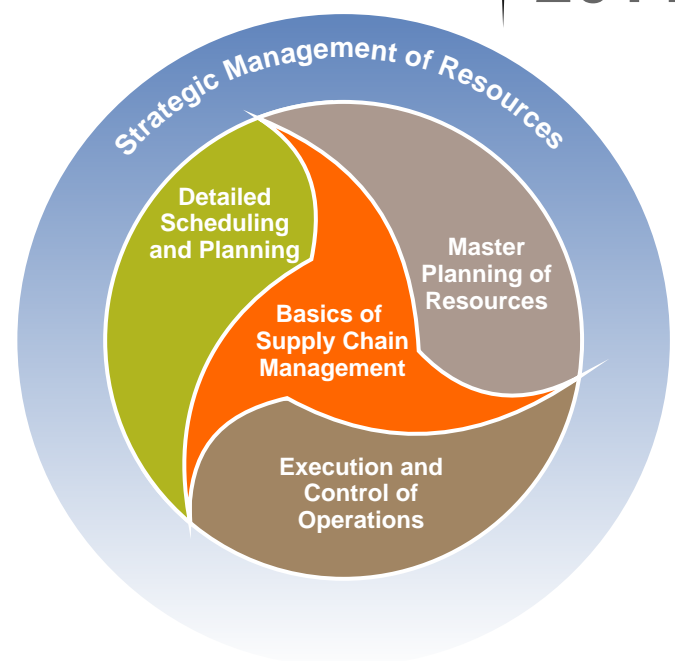 Strategic Management of Resources
Detailed
Scheduling
and Planning
Master
Planning of
Resources
Basics of
Supply Chain
Management
Execution and
Control of
Operations